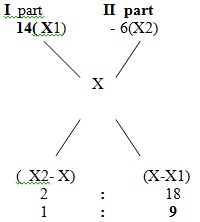 I part II part
14( X1) - 6(X2)
X
( X2- X) (X-X1)
2 : 18
1 : 9